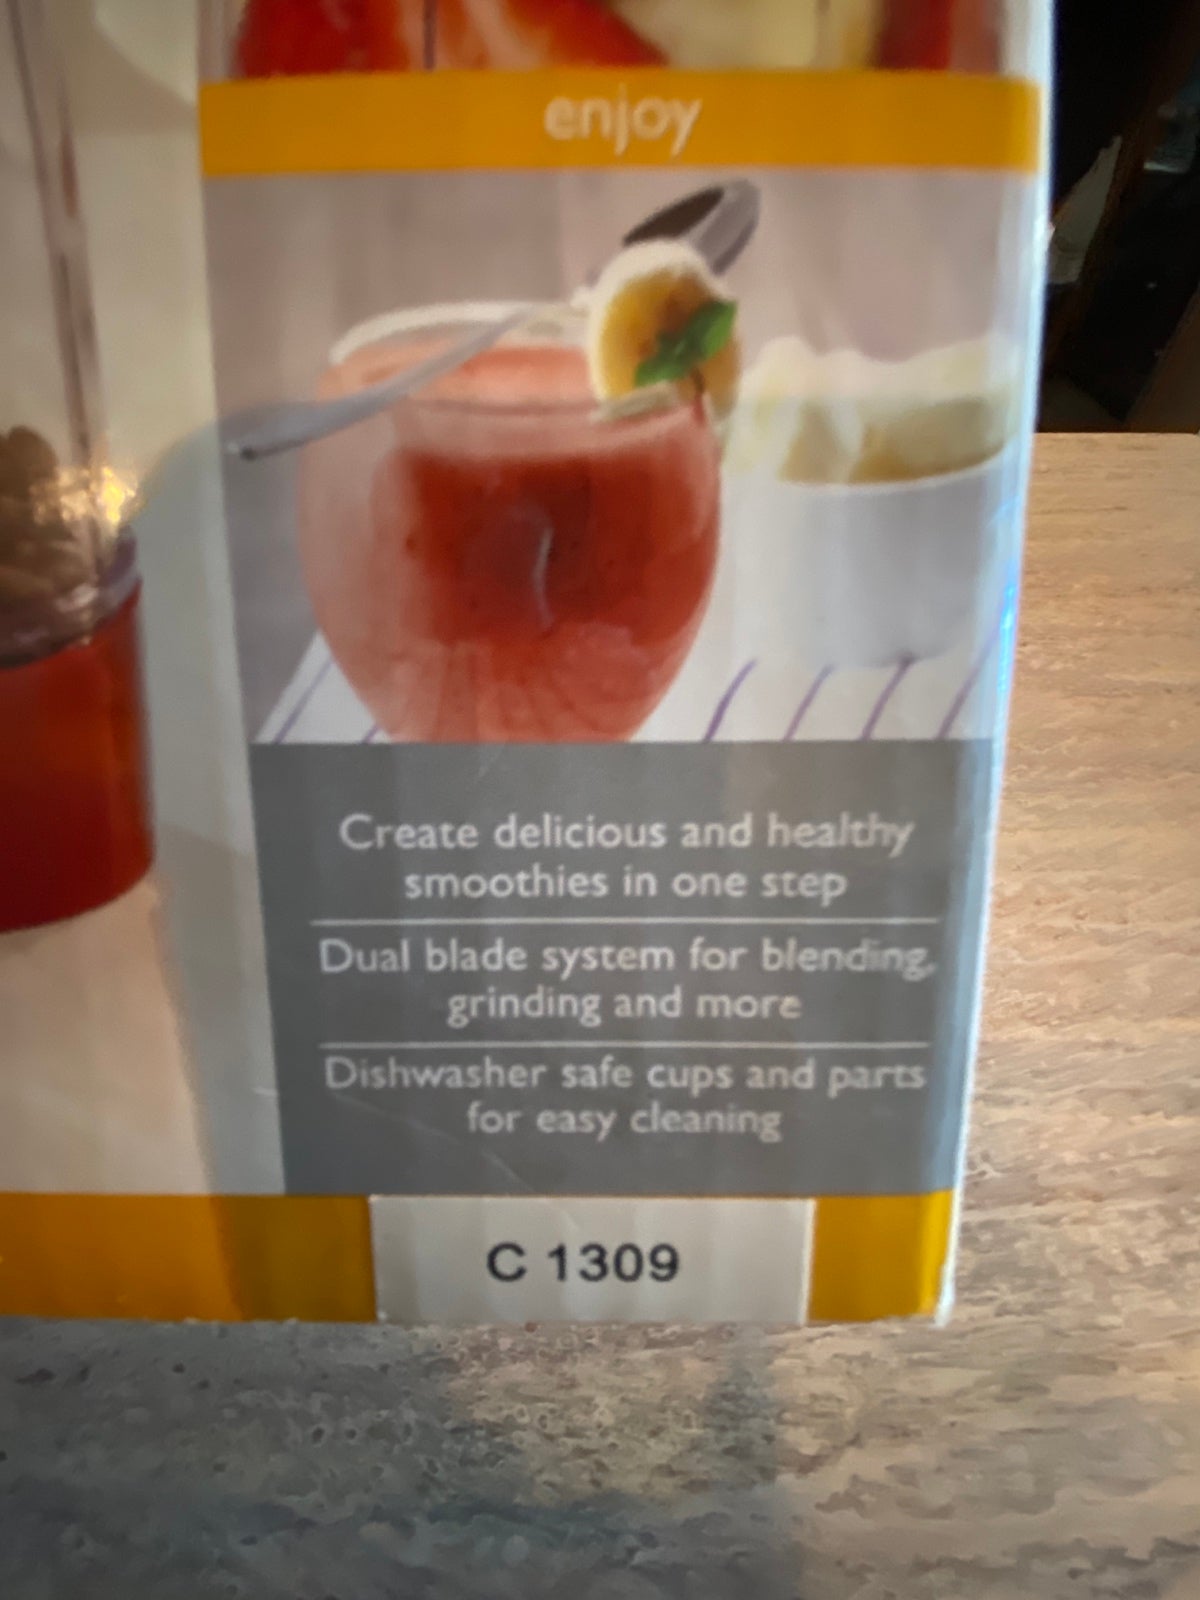 enjoy
Create delicious and healthy
smoothies in one step
Dual blade system for blending,
grinding and more
Dishwasher safe cups and parts
for easy cleaning
C 1309